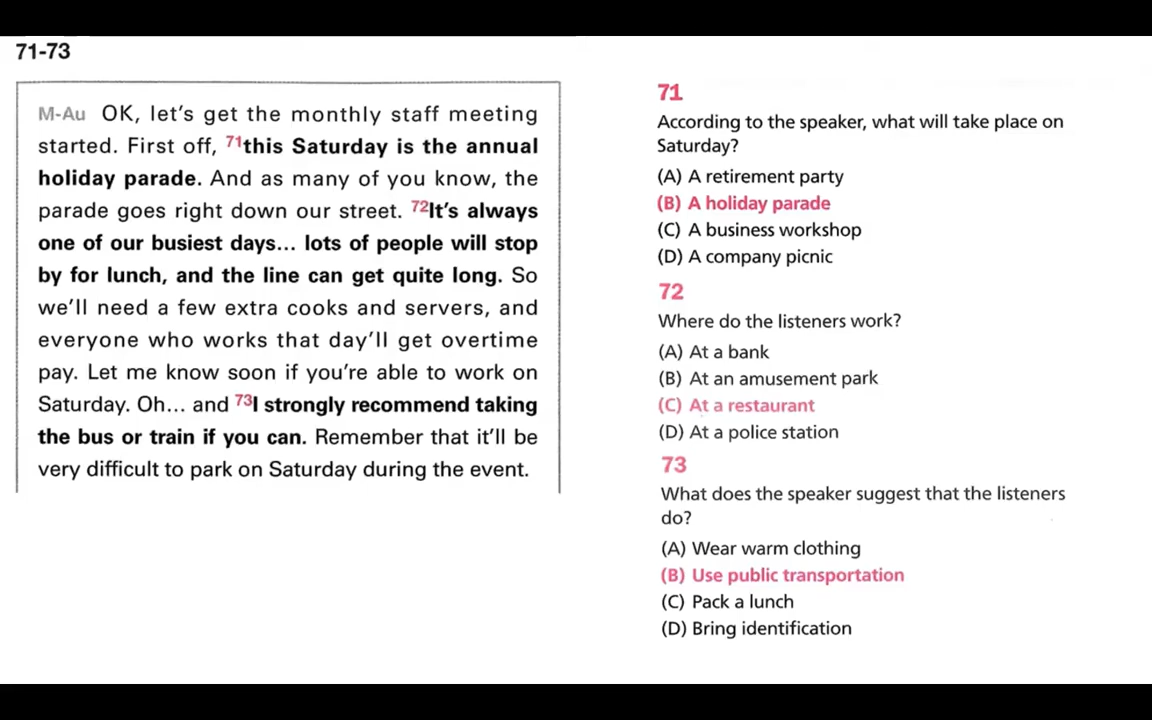 71-73
M-Au OK, let's get the monthly staff meeting
started. First off, 71this Saturday is the annual
holiday parade. And as many of you know, the
parade goes right down our street. 72It's always
one of our busiest days... lots of people will stop
by for lunch, and the line can get quite long. So
we'll need a few extra cooks and servers, and
everyone who works that day'll get overtime
pay. Let me know soon if you're able to work on
Saturday. Oh... and 73I strongly recommend taking
the bus or train if you can. Remember that it'll be
very difficult to park on Saturday during the event.
71
According to the speaker, what will take place on
Saturday?
(A) A retirement party
(B) A holiday parade
(C) A business workshop
(D) A company picnic
72
Where do the listeners work?
(A) At a bank
(B) At an amusement park
(C) At a restaurant
(D) At a police station
73
What does the speaker suggest that the listeners
do?
(A) Wear warm clothing
(B) Use public transportation
(C) Pack a lunch
(D) Bring identification